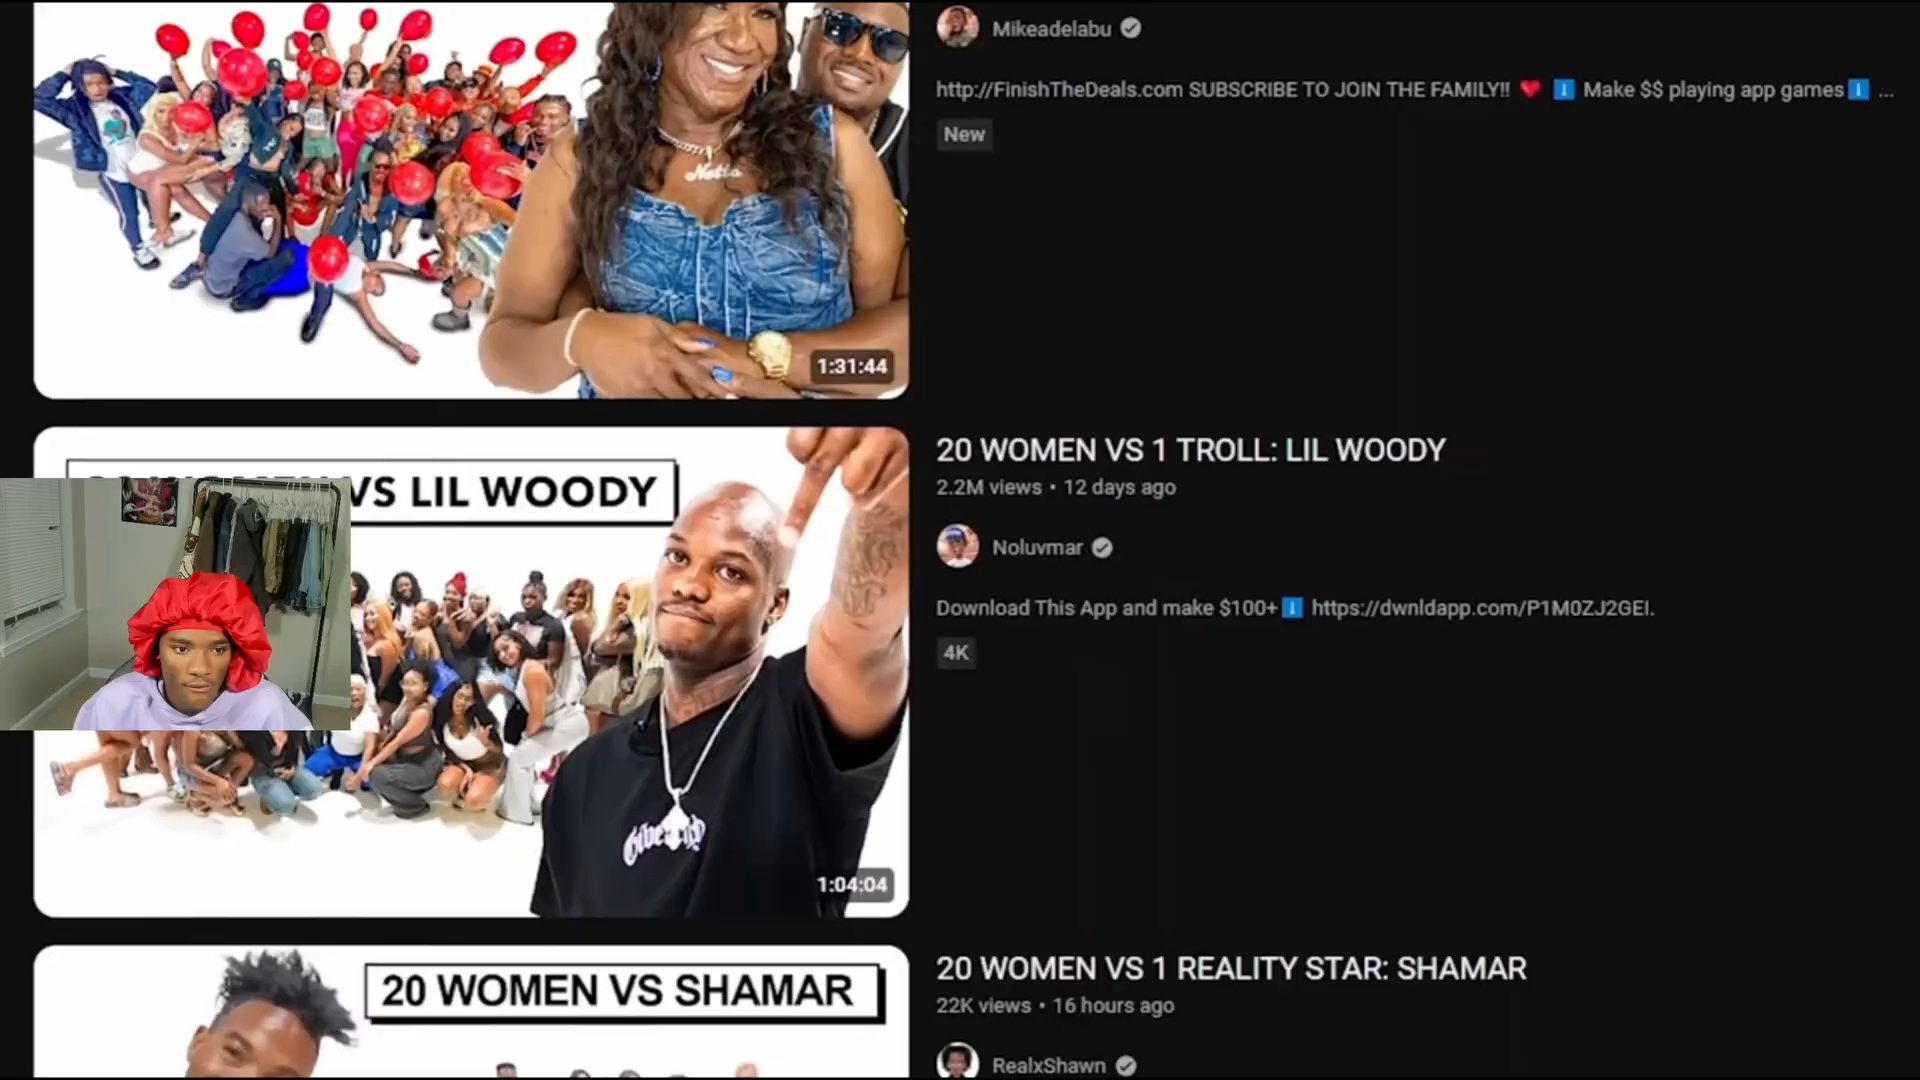 Mikeadelabu
http://FinishTheDeals.com SUBSCRIBE TO JOIN THE FAMILY!! ❤️ ℹ️ Make $$ playing app games ℹ️ ...
New
Netta
1:31:44
VS LIL WOODY
1:04:04
20 WOMEN VS 1 TROLL: LIL WOODY
2.2M views • 12 days ago
Noluvmar
Download This App and make $100+ ℹ️ https://dwnldapp.com/P1M0ZJ2GEI.
4K
20 WOMEN VS SHAMAR
20 WOMEN VS 1 REALITY STAR: SHAMAR
22K views • 16 hours ago
RealxShawn